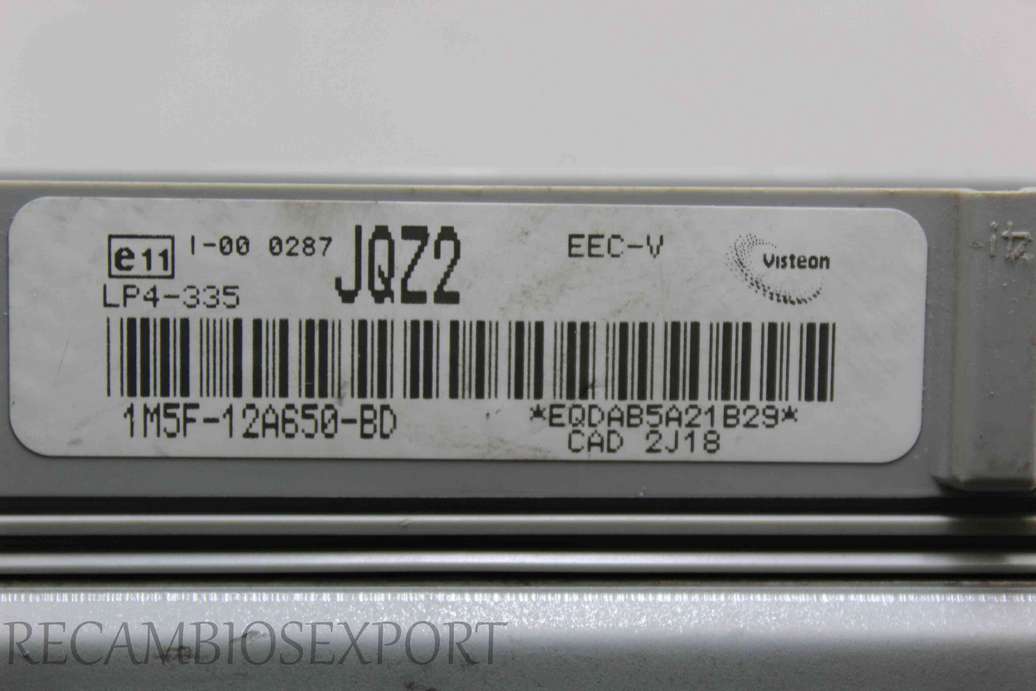 e11 I-00 0287 JQZ2 EEC-V Visteon
LP4-335
1M5F-12A650-BD *EQDAB5A21B29*
CAD 2J18
RECAMBIOSEXPORT